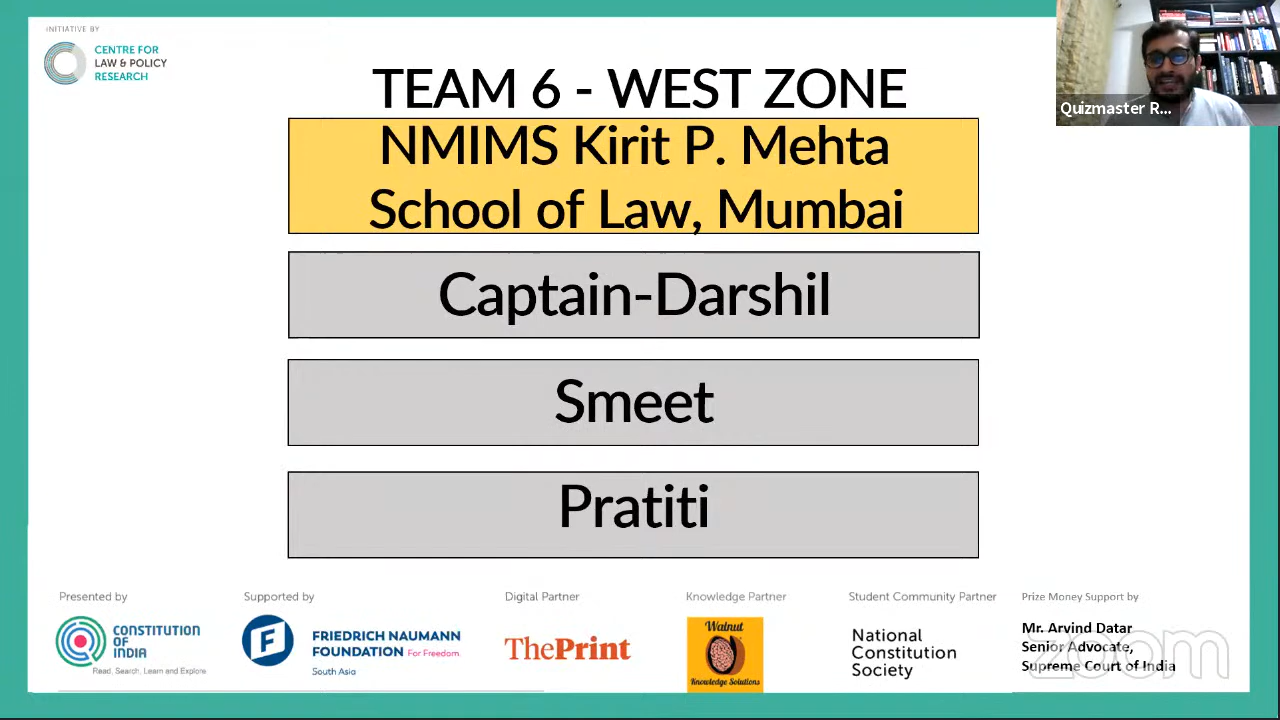 INITIATIVE BY
CENTRE FOR
LAW & POLICY
RESEARCH
Quizmaster R...
TEAM 6 - WEST ZONE
NMIMS Kirit P. Mehta
School of Law, Mumbai
Captain-Darshil
Smeet
Pratiti
Presented by
CONSTITUTION
OF
INDIA
Read, Search, Learn and Explore
Supported by
F
FRIEDRICH NAUMANN
FOUNDATION For Freedom.
South Asia
Digital Partner
ThePrint
Knowledge Partner
Walnut
Knowledge Solutions
Student Community Partner
National
Constitution
Society
Prize Money Support by
Mr. Arvind Datar
Senior Advocate,
Supreme Court of India
zoom